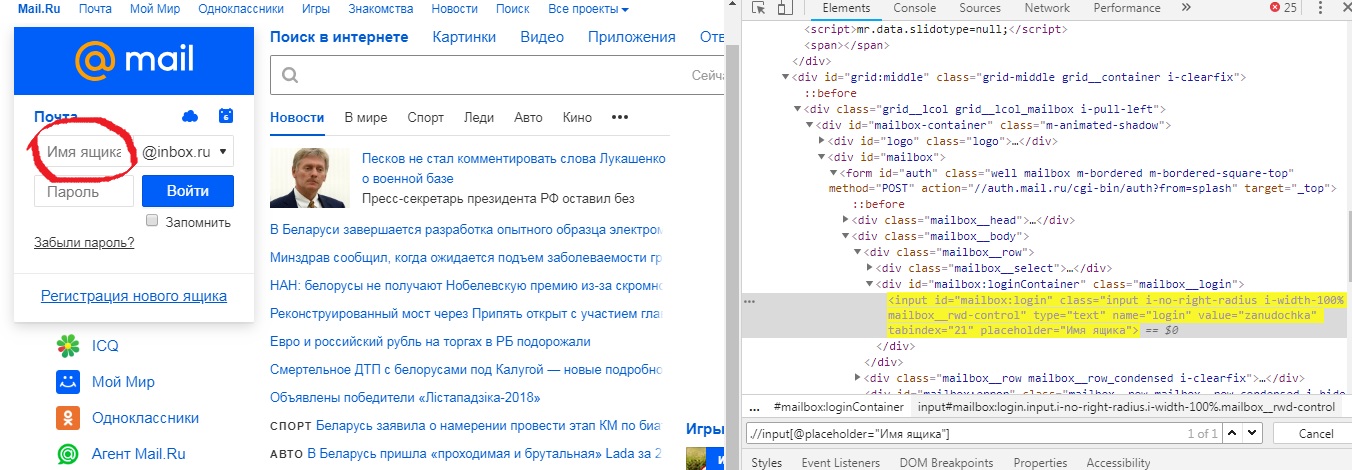 Mail.Ru Почта Мой Мир Одноклассники Игры Знакомства Новости Поиск Все проекты
@mail
Почта 6
Имя ящика @inbox.ru
Пароль Войти
Запомнить
Забыли пароль?
Регистрация нового ящика
ICQ
Мой Мир
Одноклассники
Агент Mail.Ru
Поиск в интернете Картинки Видео Приложения Отв
Сейча
Новости В мире Спорт Леди Авто Кино •••
Песков не стал комментировать слова Лукашенко
о военной базе
Пресс-секретарь президента РФ оставил без
В Беларуси завершается разработка опытного образца электром
Минздрав сообщил, когда ожидается подъем заболеваемости гр
НАН: белорусы не получают Нобелевскую премию из-за скромно
Реконструированный мост через Припять открыт с участием гла
Евро и российский рубль на торгах в РБ подорожали
Смертельное ДТП с белорусами под Калугой — новые подробно
Объявлены победители «Лістападзіка-2018»
СПОРТ Беларусь заявила о намерении провести этап КМ по биа
АВТО В Беларусь пришла «проходимая и брутальная» Lada за 2
Игры
Elements Console Sources Network Performance » 25
<script>mr.data.slidotype=null;</script>
<span></span>
</div>
<div id="grid:middle" class="grid-middle grid__container i-clearfix">
::before
<div class="grid__lcol grid__lcol_mailbox i-pull-left">
<div id="mailbox-container" class="m-animated-shadow">
<div id="logo" class="logo">…</div>
<div id="mailbox">
<form id="auth" class="well mailbox m-bordered m-bordered-square-top"
method="POST" action="//auth.mail.ru/cgi-bin/auth?from=splash" target="_top">
::before
<div class="mailbox__head">…</div>
<div class="mailbox__body">
<div class="mailbox__row">
<div class="mailbox__select">…</div>
<div id="mailbox:loginContainer" class="mailbox__login">
… <input id="mailbox:login" class="input i-no-right-radius i-width-100%
mailbox__rwd-control" type="text" name="login" value="zanudochka"
tabindex="21" placeholder="Имя ящика"> == $0
</div>
</div>
<div class="mailbox__row mailbox__row_condensed i-clearfix">…</div>
... #mailbox:loginContainer input#mailbox:login.input.i-no-right-radius.i-width-100%.mailbox__rwd-control
.//input[@placeholder="Имя ящика"] 1 of 1 Cancel
Styles Event Listeners DOM Breakpoints Properties Accessibility